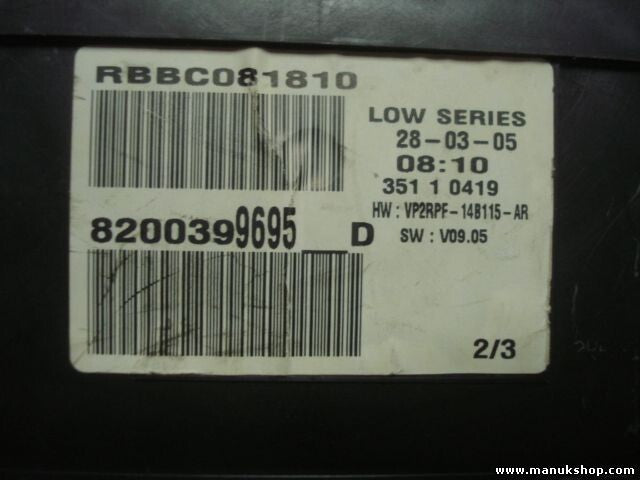 RBBC081810
LOW SERIES
28-03-05
08:10
351 1 0419
HW : VP2RPF-14B115-AR
SW : V09.05
8200399695__D
2/3
www.manukshop.com